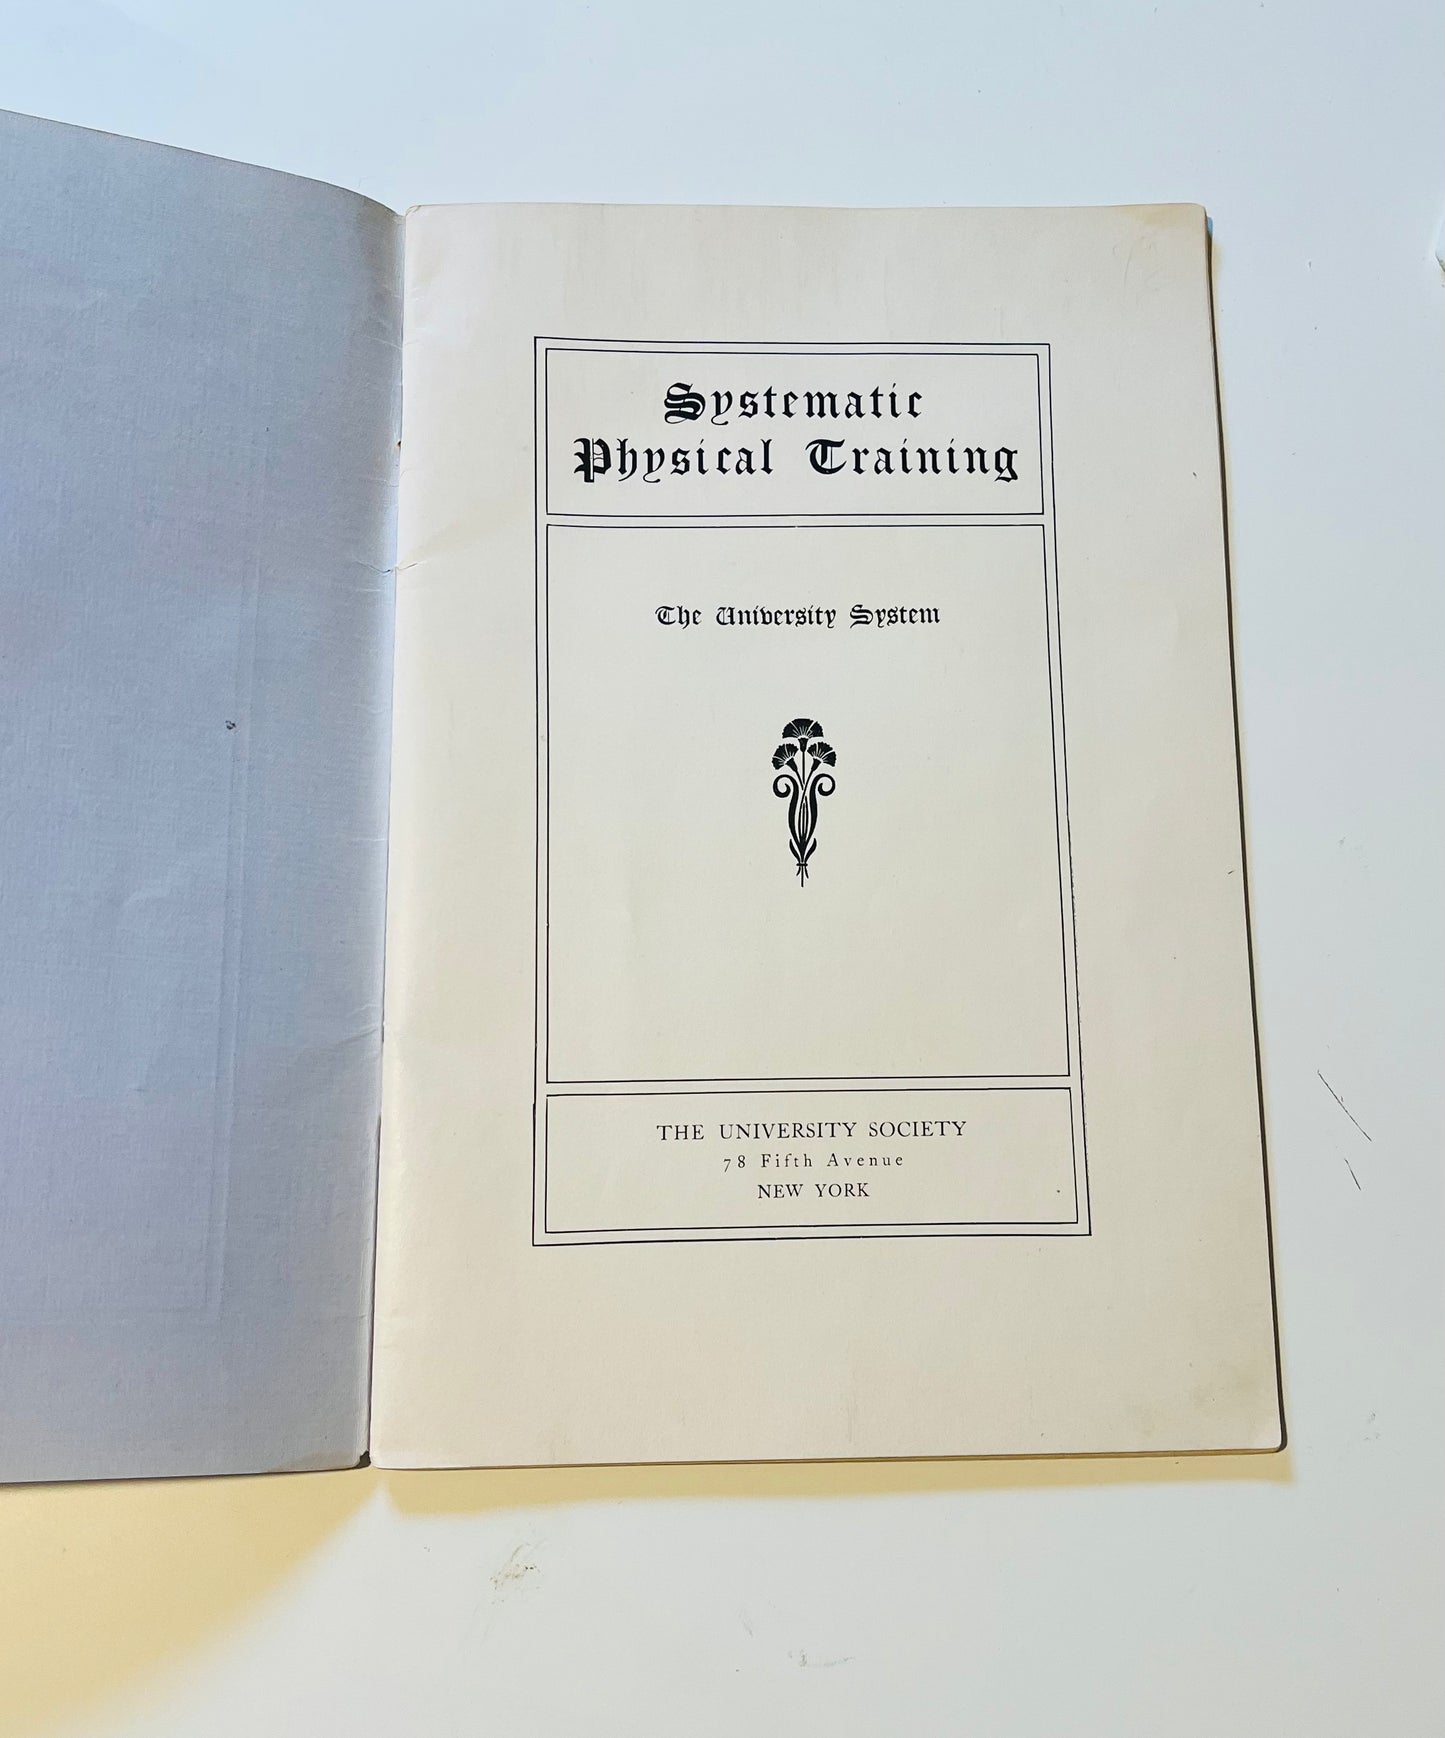 Systematic
Physical Training
The University System
THE UNIVERSITY SOCIETY
78 Fifth Avenue
NEW YORK